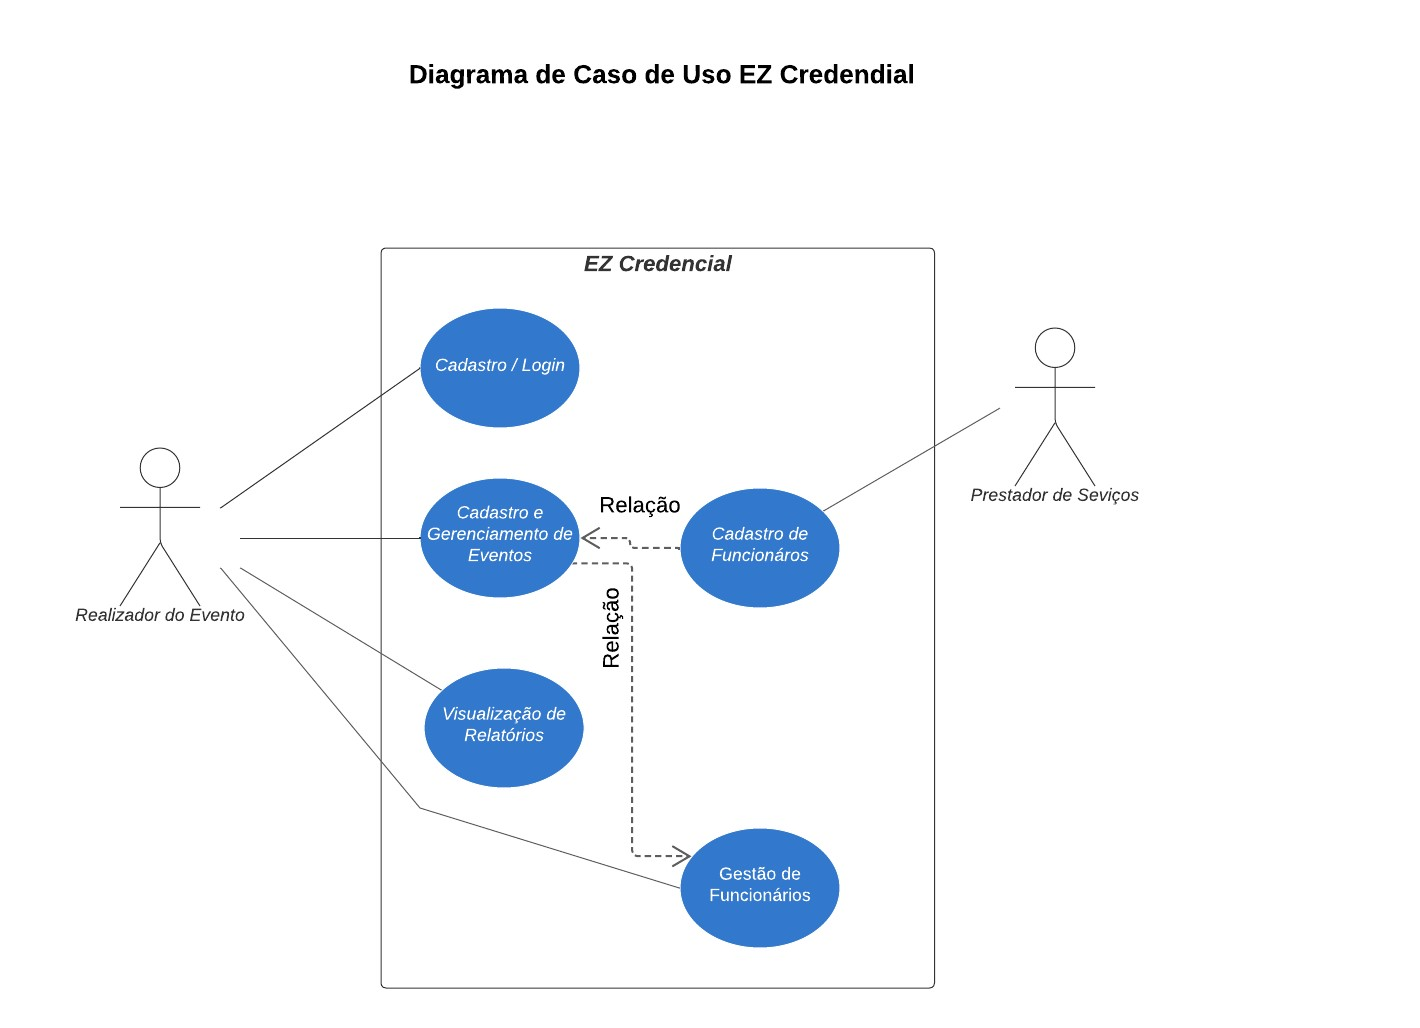 Diagrama de Caso de Uso EZ Credendial
EZ Credencial
Cadastro / Login
Prestador de Seviços
Relação
Cadastro e
Gerenciamento de
Eventos
Cadastro de
Funcionáros
Realizador do Evento
Relação
Visualização de
Relatórios
Gestão de
Funcionários